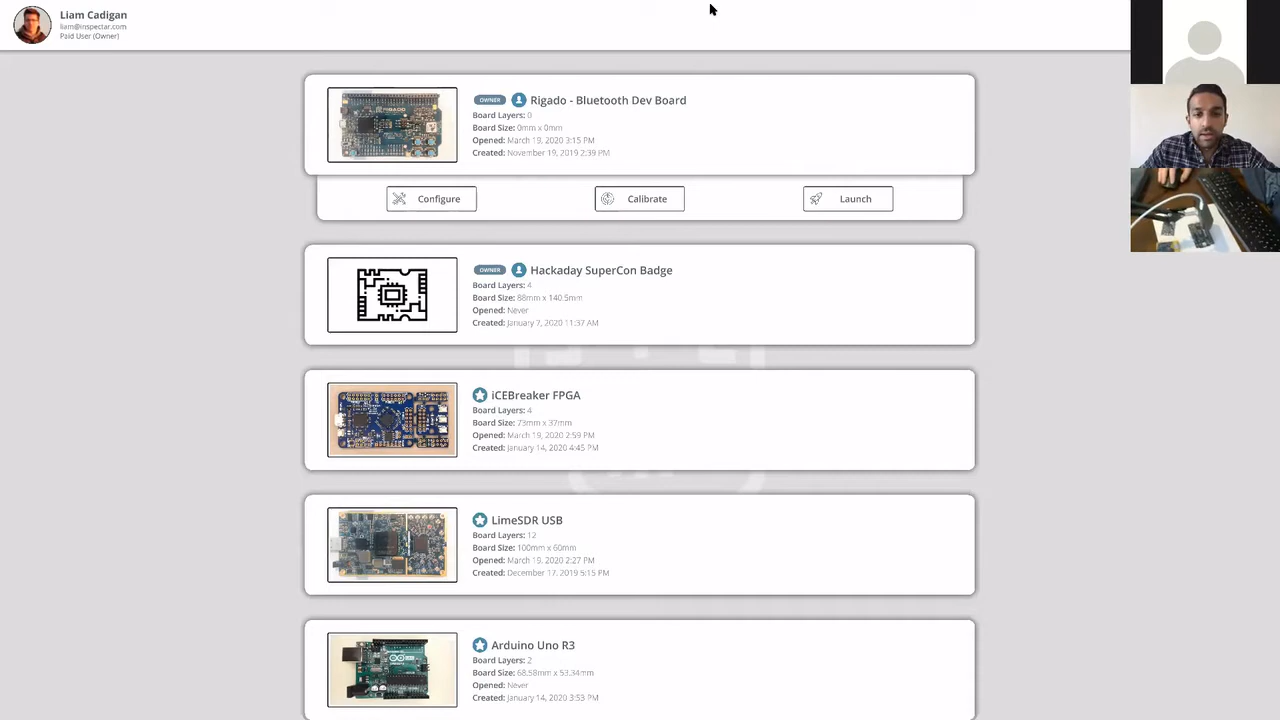 Liam Cadigan
liam@inspectar.com
Paid User (Owner)
OWNER Rigado - Bluetooth Dev Board
Board Layers: 0
Board Size: 0mm x 0mm
Opened: March 19, 2020 3:15 PM
Created: November 19, 2019 2:39 PM
Configure Calibrate Launch
OWNER Hackaday SuperCon Badge
Board Layers: 4
Board Size: 88mm x 140.5mm
Opened: Never
Created: January 7, 2020 11:37 AM
iCEBreaker FPGA
Board Layers: 4
Board Size: 73mm x 37mm
Opened: March 19, 2020 2:59 PM
Created: January 14, 2020 4:45 PM
LimeSDR USB
Board Layers: 12
Board Size: 100mm x 60mm
Opened: March 19, 2020 2:27 PM
Created: December 17, 2019 5:15 PM
Arduino Uno R3
Board Layers: 2
Board Size: 68.58mm x 53.34mm
Opened: Never
Created: January 14, 2020 3:53 PM